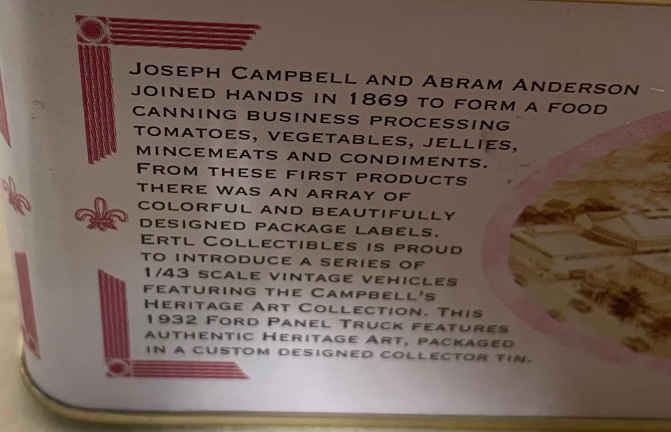 JOSEPH CAMPBELL AND ABRAM ANDERSON
JOINED HANDS IN 1869 TO FORM A FOOD
CANNING BUSINESS PROCESSING
TOMATOES, VEGETABLES, JELLIES,
MINCEMEATS AND CONDIMENTS.
FROM THESE FIRST PRODUCTS
THERE WAS AN ARRAY OF
COLORFUL AND BEAUTIFULLY
DESIGNED PACKAGE LABELS.
ERTL COLLECTIBLES IS PROUD
TO INTRODUCE A SERIES OF
1/43 SCALE VINTAGE VEHICLES
FEATURING THE CAMPBELL'S
HERITAGE ART COLLECTION. THIS
1932 FORD PANEL TRUCK FEATURES
AUTHENTIC HERITAGE ART, PACKAGED
IN A CUSTOM DESIGNED COLLECTOR TIN.